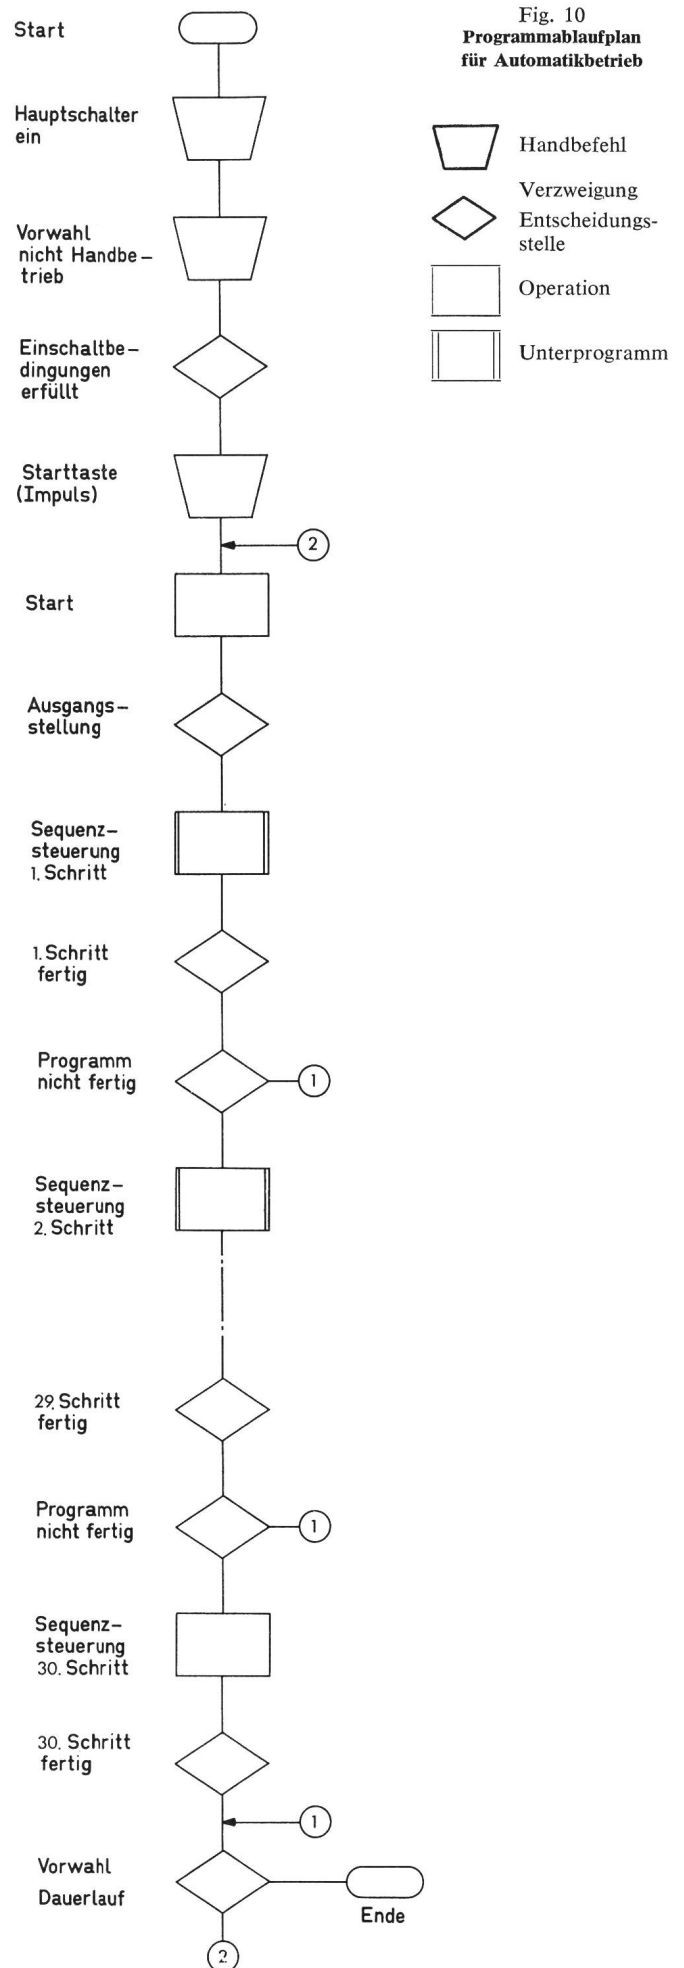 Fig. 10
Programmablaufplan
für Automatikbetrieb
Handbefehl
Verzweigung
Entscheidungs-
stelle
Operation
Unterprogramm
Start
Hauptschalter
ein
Vorwahl
nicht Handbe-
trieb
Einschaltbe-
dingungen
erfüllt
Starttaste
(Impuls)
2
Start
Ausgangs-
stellung
Sequenz-
steuerung
1. Schritt
1. Schritt
fertig
Programm
nicht fertig
1
Sequenz-
steuerung
2. Schritt
29. Schritt
fertig
Programm
nicht fertig
1
Sequenz-
steuerung
30. Schritt
30. Schritt
fertig
1
Vorwahl
Dauerlauf
Ende
2